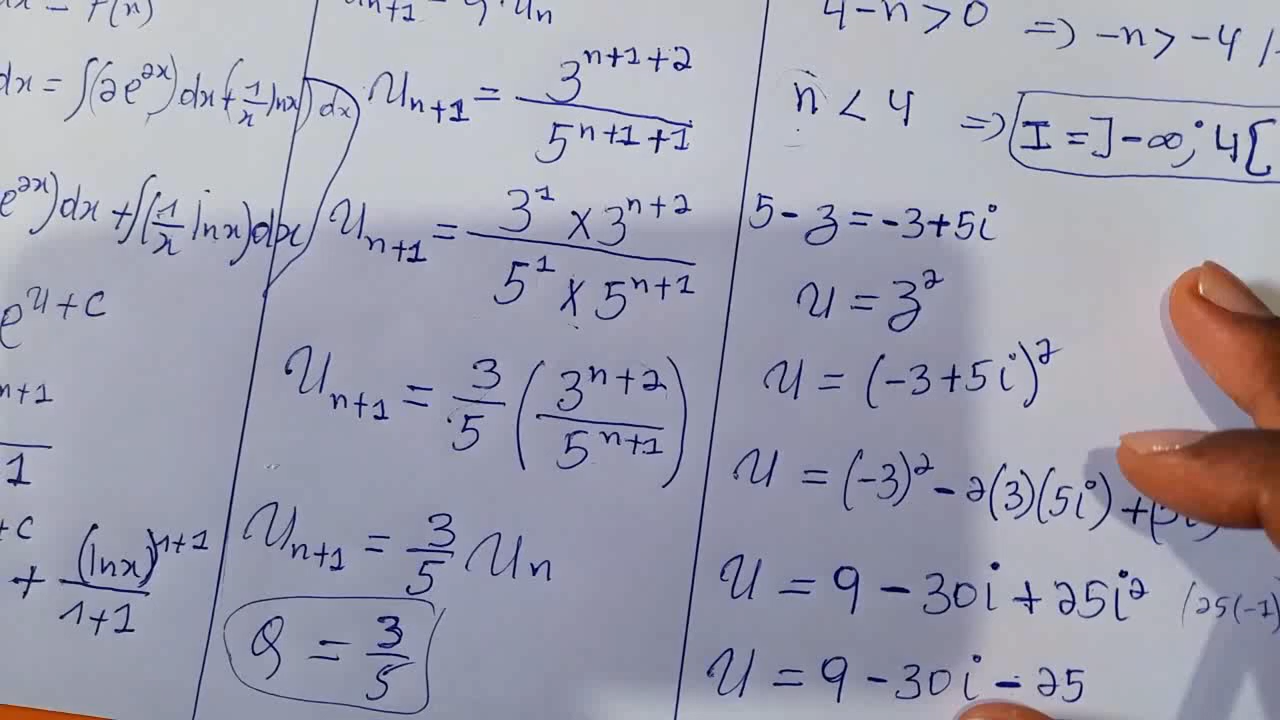 dx = ∫(2e^{2x})dx + (1/x lnx) dx
e^{2x})dx + ∫(1/x lnx)dx
e^{u} + c
n+1
1
+c
+ (lnx)^{n+1}/1+1
U_{n+1} = 3^{n+1+2}/5^{n+1+1}
U_{n+1} = 3^1 × 3^{n+2}/5^1 × 5^{n+1}
U_{n+1} = 3/5 (3^{n+2}/5^{n+1})
U_{n+1} = 3/5 U_n
Q = 3/5
4-n > 0 => -n > -4
n < 4 => I = ]-∞; 4[
5 - z = -3+5i
U = z^2
U = (-3+5i)^2
U = (-3)^2 - 2(3)(5i) +
U = 9 - 30i + 25i^2 (25(-1)
U = 9 - 30i - 25